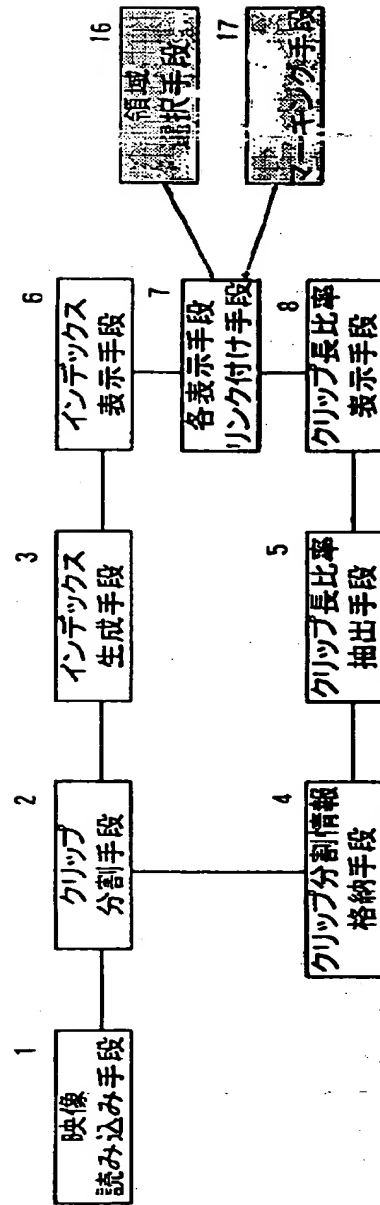 1
映像
読み込み手段
2
クリップ
分割手段
3
インデックス
生成手段
6
インデックス
表示手段
7
各表示手段
リンク付け手段
16
領域
選択手段
17
マーキング手段
4
クリップ分割情報
格納手段
5
クリップ長比率
抽出手段
8
クリップ長比率
表示手段